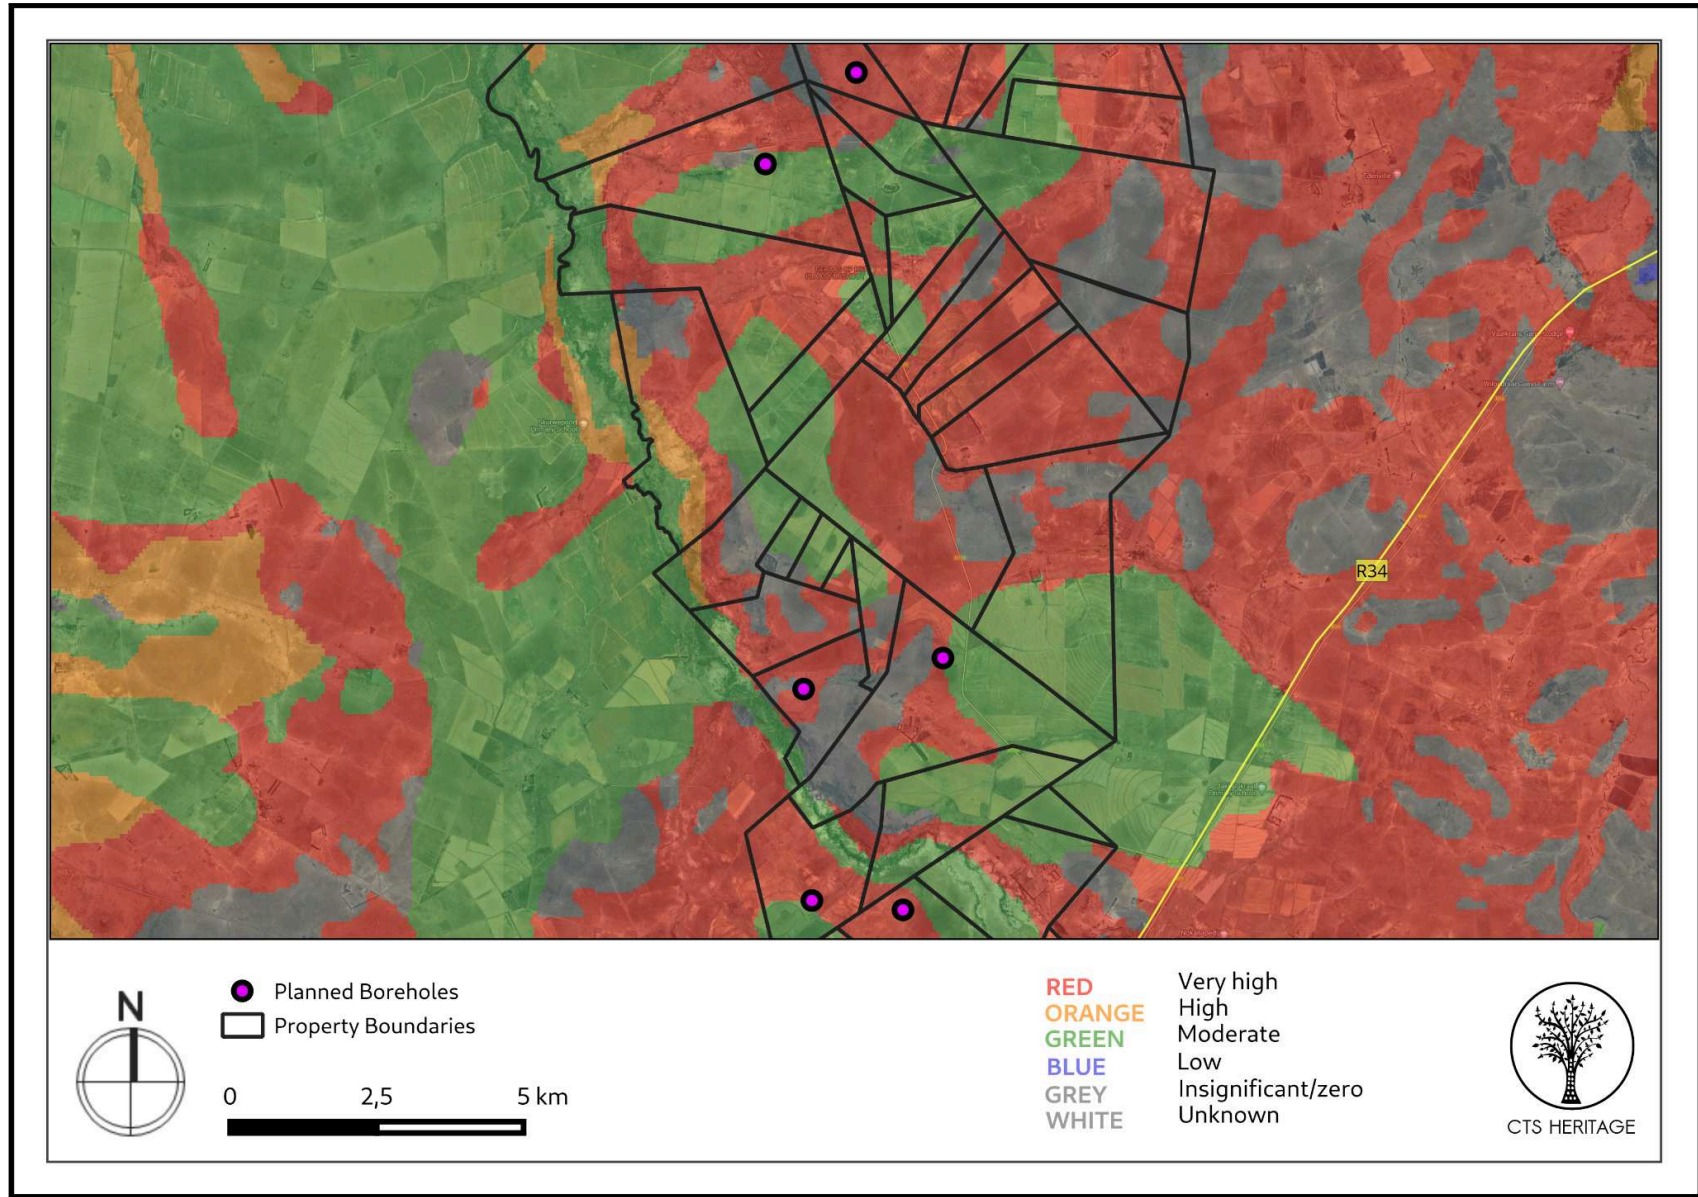 R34
N
Planned Boreholes
Property Boundaries
0 2,5 5 km
RED Very high
ORANGE High
GREEN Moderate
BLUE Low
GREY Insignificant/zero
WHITE Unknown
CTS HERITAGE